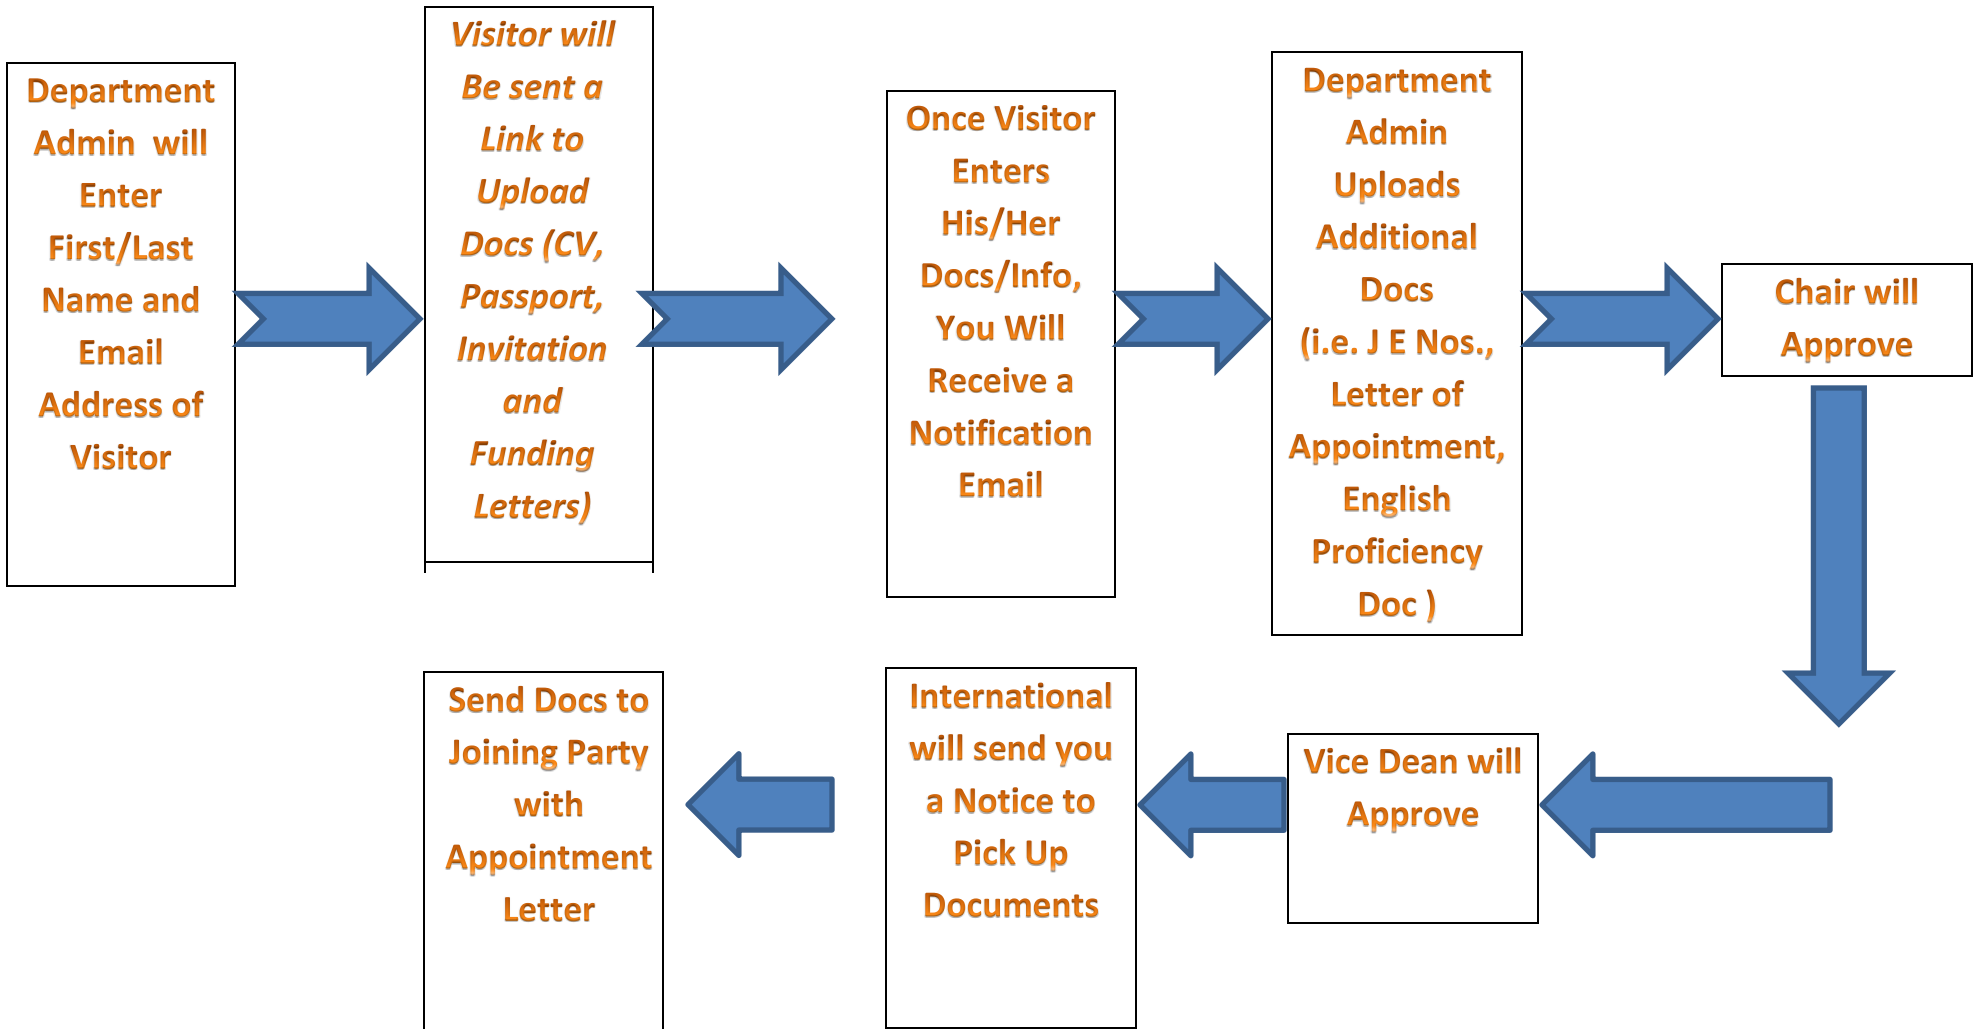 Department
Admin  will
Enter
First/Last
Name and
Email
Address of
Visitor
Visitor will
Be sent a
Link to
Upload
Docs (CV,
Passport,
Invitation
and
Funding
Letters)
Once Visitor
Enters
His/Her
Docs/Info,
You Will
Receive a
Notification
Email
Department
Admin
Uploads
Additional
Docs
(i.e. J E Nos.,
Letter of
Appointment,
English
Proficiency
Doc )
Chair will
Approve
Vice Dean will
Approve
International
will send you
a Notice to
Pick Up
Documents
Send Docs to
Joining Party
with
Appointment
Letter